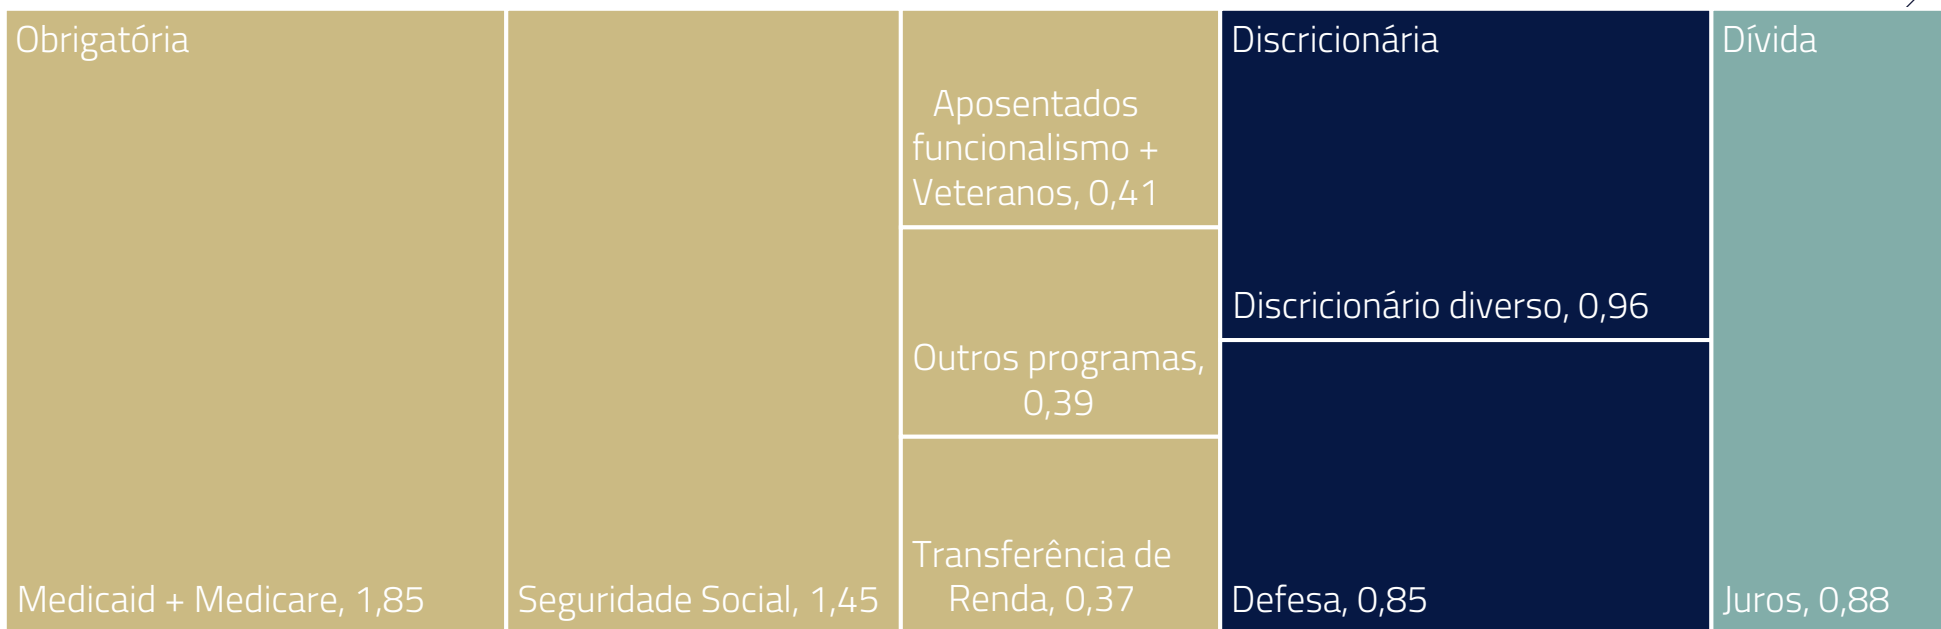 Obrigatória
Medicaid + Medicare, 1,85
Seguridade Social, 1,45
Aposentados
funcionalismo +
Veteranos, 0,41
Outros programas,
0,39
Transferência de
Renda, 0,37
Discricionária
Discricionário diverso, 0,96
Defesa, 0,85
Dívida
Juros, 0,88